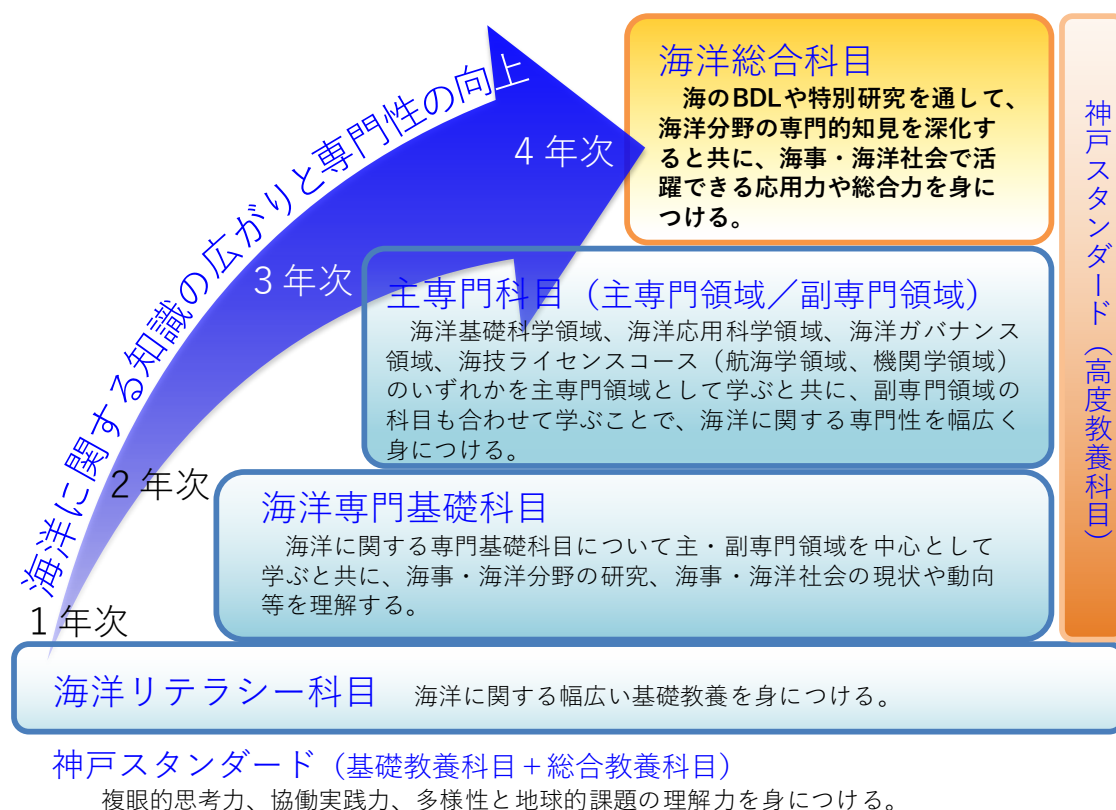 海洋総合科目
海のBDLや特別研究を通して、
海洋分野の専門的知見を深化す
ると共に、海事・海洋社会で活
躍できる応用力や総合力を身に
つける。
神戸スタンダード（高度教養科目）
海洋に関する知識の広がりと専門性の向上
4 年次
3 年次
主専門科目（主専門領域／副専門領域）
海洋基礎科学領域、海洋応用科学領域、海洋ガバナンス
領域、海技ライセンスコース（航海学領域、機関学領域）
のいずれかを主専門領域として学ぶと共に、副専門領域の
科目も合わせて学ぶことで、海洋に関する専門性を幅広く
身につける。
2 年次
海洋専門基礎科目
海洋に関する専門基礎科目について主・副専門領域を中心として
学ぶと共に、海事・海洋分野の研究、海事・海洋社会の現状や動向
等を理解する。
1 年次
海洋リテラシー科目　海洋に関する幅広い基礎教養を身につける。
神戸スタンダード（基礎教養科目＋総合教養科目）
複眼的思考力、協働実践力、多様性と地球的課題の理解力を身につける。